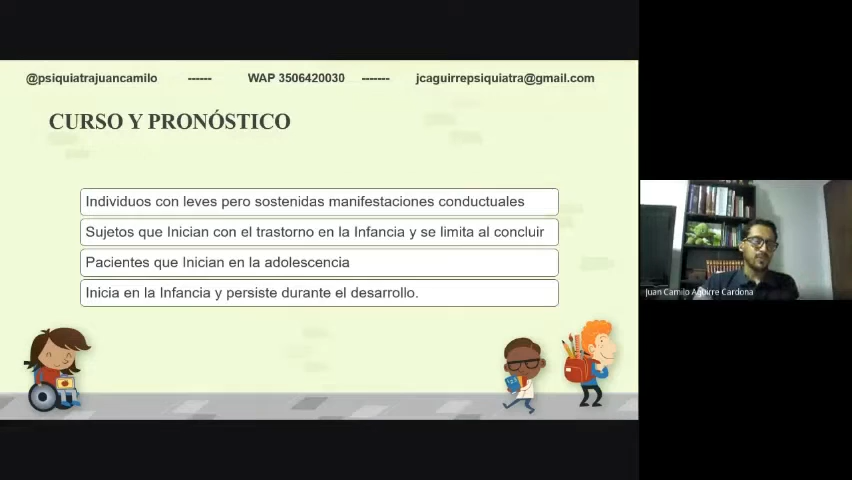 @psiquiatrajuancamilo ------ WAP 3506420030 ------- jcaguirrepsiquiatra@gmail.com
CURSO Y PRONÓSTICO
Individuos con leves pero sostenidas manifestaciones conductuales
Sujetos que Inician con el trastorno en la Infancia y se limita al concluir
Pacientes que Inician en la adolescencia
Inicia en la Infancia y persiste durante el desarrollo.
Juan Camilo Aguirre Cardona